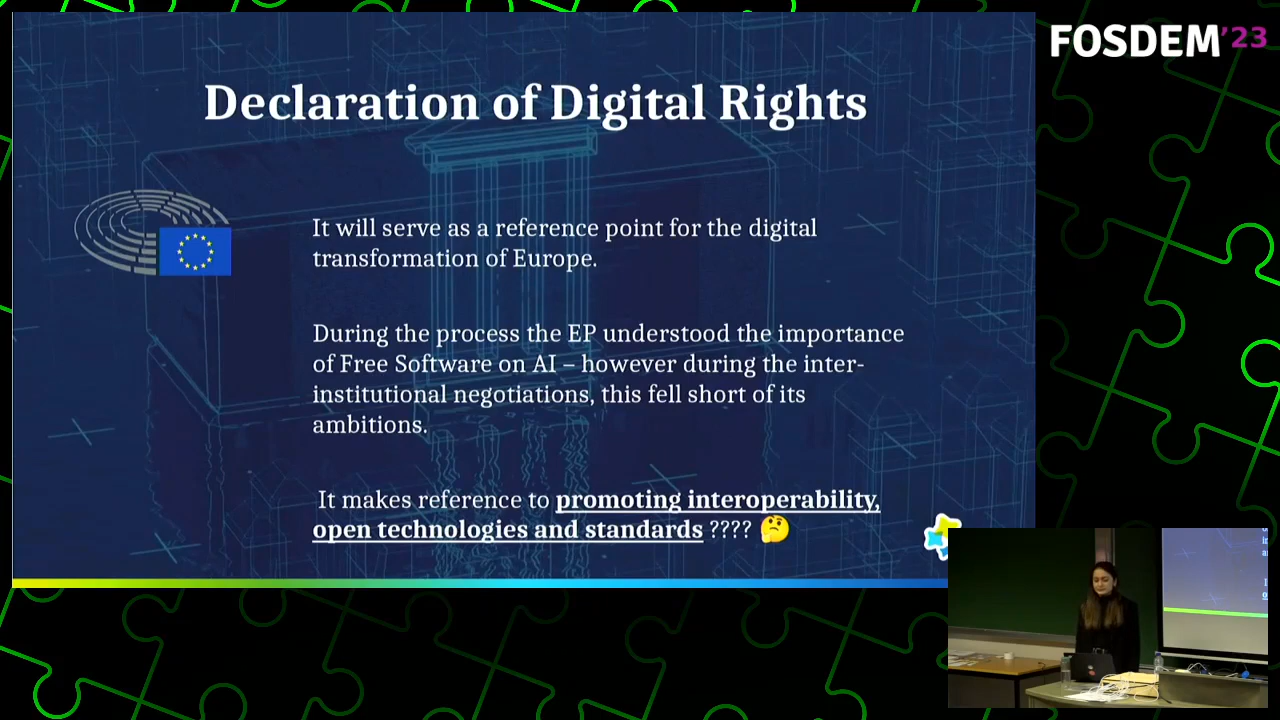 FOSDEM'23
Declaration of Digital Rights
It will serve as a reference point for the digital
transformation of Europe.
During the process the EP understood the importance
of Free Software on AI – however during the inter-
institutional negotiations, this fell short of its
ambitions.
It makes reference to promoting interoperability,
open technologies and standards ???? 🤔